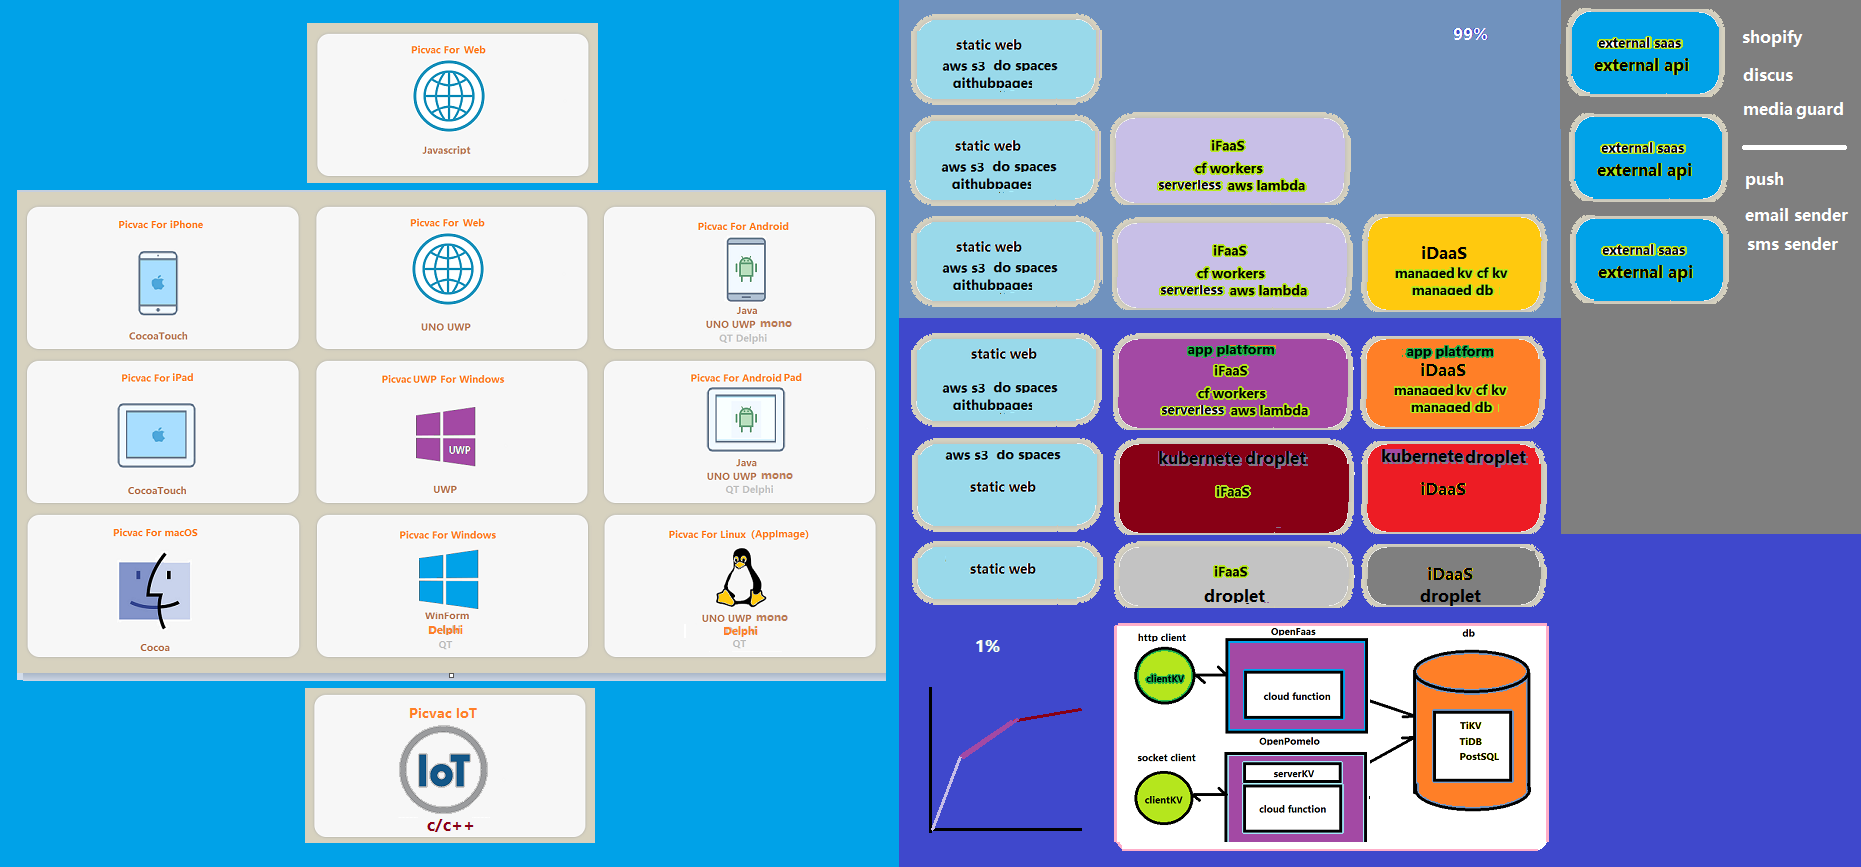 Picvac For Web
Javascript
Picvac For iPhone
CocoaTouch
Picvac For Web
UNO UWP
Picvac For Android
Java
UNO UWP mono
QT Delphi
Picvac For iPad
CocoaTouch
Picvac UWP For Windows
UWP
UWP
Picvac For Android Pad
Java
UNO UWP mono
QT Delphi
Picvac For macOS
Cocoa
Picvac For Windows
WinForm
Delphi
QT
Picvac For Linux (AppImage)
UNO UWP mono
Delphi
QT
Picvac IoT
IoT
c/c++
static web
aws s3 do spaces
githubpages
99%
static web
aws s3 do spaces
githubpages
iFaaS
cf workers
serverless aws lambda
static web
aws s3 do spaces
githubpages
iFaaS
cf workers
serverless aws lambda
iDaaS
managed kv cf kv
managed db
static web
aws s3 do spaces
githubpages
app platform
iFaaS
cf workers
serverless aws lambda
app platform
iDaaS
managed kv cf kv
managed db
aws s3 do spaces
static web
kubernete droplet
iFaaS
kubernete droplet
iDaaS
static web
iFaaS
droplet
iDaaS
droplet
1%
http client
clientKV
OpenFaas
cloud function
db
TiKV
TiDB
PostSQL
OpenPomelo
socket client
clientKV
serverKV
cloud function
external saas
external api
external saas
external api
external saas
external api
shopify
discus
media guard
push
email sender
sms sender